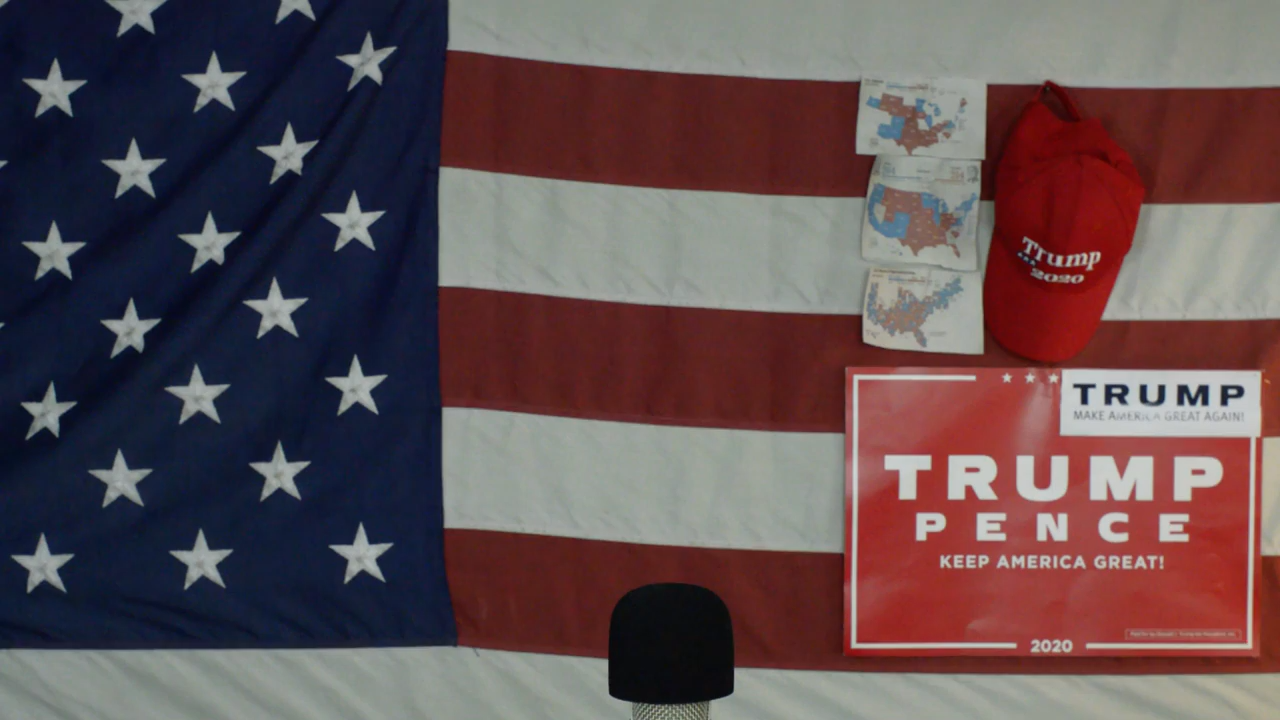 Trump
2020
TRUMP
MAKE AMERICA GREAT AGAIN!
TRUMP
PENCE
KEEP AMERICA GREAT!
2020